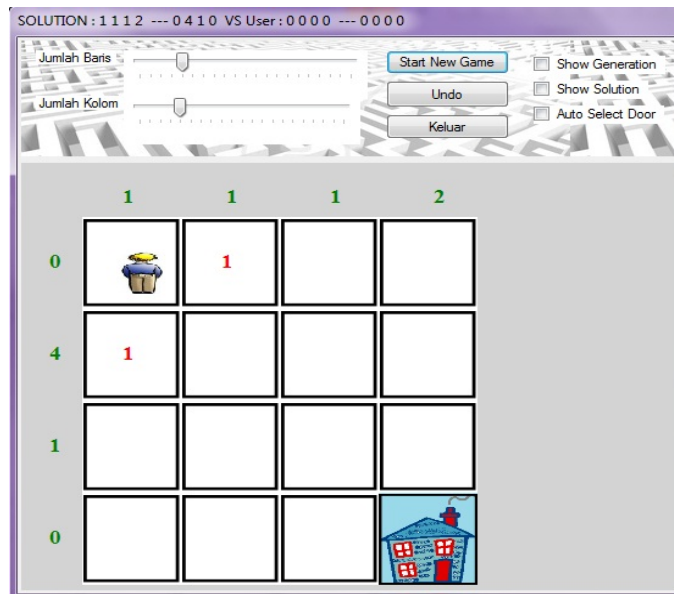 SOLUTION : 1 1 1 2 --- 0 4 1 0 VS User : 0 0 0 0 --- 0 0 0 0
Jumlah Baris
Start New Game
Show Generation
Undo
Show Solution
Jumlah Kolom
Auto Select Door
Keluar
1 1 1 2
0 1
4 1
1
0